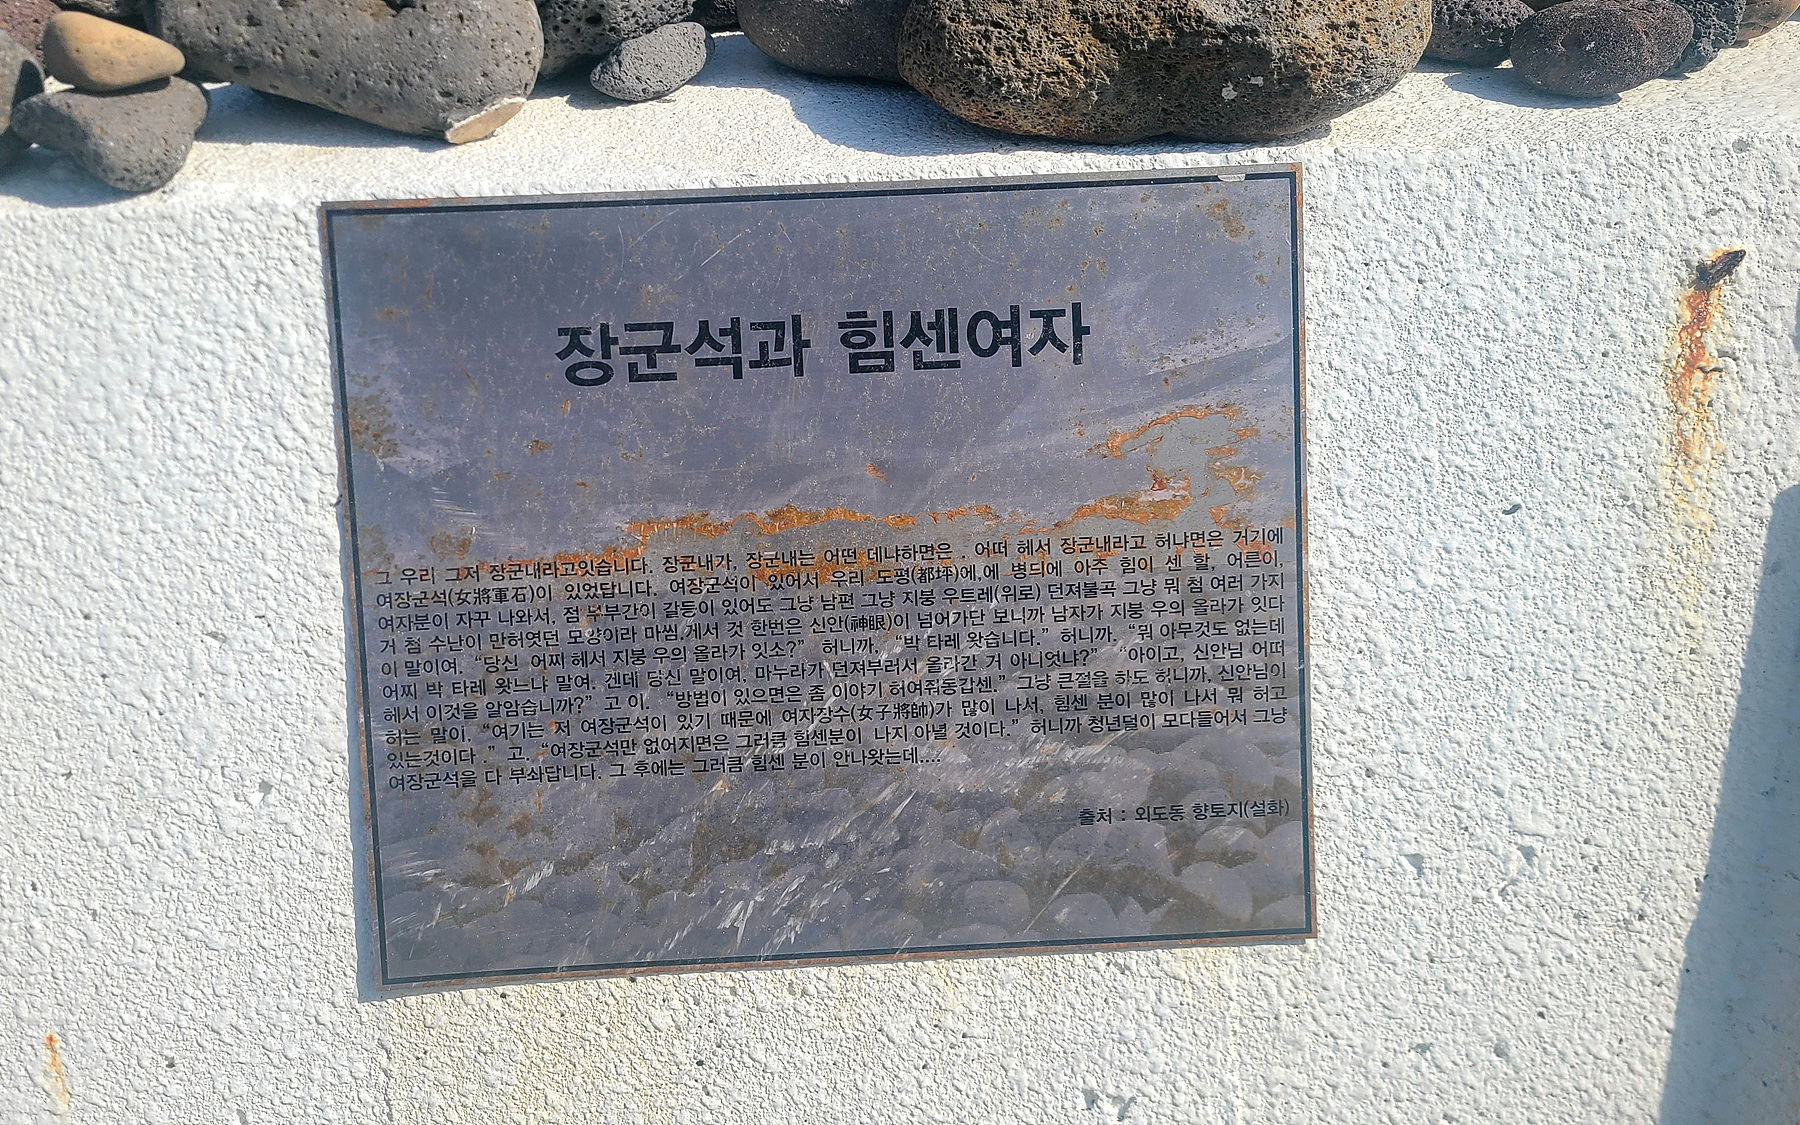 장군석과 힘센여자
그 우리 그저 장군내라고잇습니다. 장군내가, 장군내는 어떤 데냐하면은 . 어떠 헤서 장군내라고 허냐면은 거기에
여장군석(女將軍石)이 있었답니다. 여장군석이 있어서 우리 도평(都坪)에,에 병듸에 아주 힘이 센 할, 어른이,
여자분이 자꾸 나와서, 점 부부간이 갈등이 있어도 그냥 남편 그냥 지붕 우트레(위로) 던져불곡 그냥 뭐 첨 여러 가지
거 첨 수난이 만허엿던 모양이라 마씸.게서 것 한번은 신안(神眼)이 넘어가단 보니까 남자가 지붕 우의 올라가 잇다
이 말이여. “당신 어찌 헤서 지붕 우의 올라가 잇소?” 허니까, “박 타레 왓습니다.” 허니까. “뭐 아무것도 없는데
어찌 박 타레 왓느냐 말여. 겐데 당신 말이여, 마누라가 던져부러서 올라간 거 아니엇냐?” “아이고, 신안님 어떠
헤서 이것을 알암습니까?” 고 이. “방법이 있으면은 좀 이야기 허여줘동갑센.” 그냥 큰절을 하도 허니까, 신안님이
허는 말이. “여기는 저 여장군석이 있기 때문에 여자장수(女子將帥)가 많이 나서, 힘센 분이 많이 나서 뭐 허고
있는것이다 .” 고. “여장군석만 없어지면은 그러쿰 힘센분이 나지 아녈 것이다.” 허니까 청년덜이 모다들어서 그냥
여장군석을 다 부솨답니다. 그 후에는 그러쿰 힘센 분이 안나왓는데....
출처 : 외도동 향토지(설화)